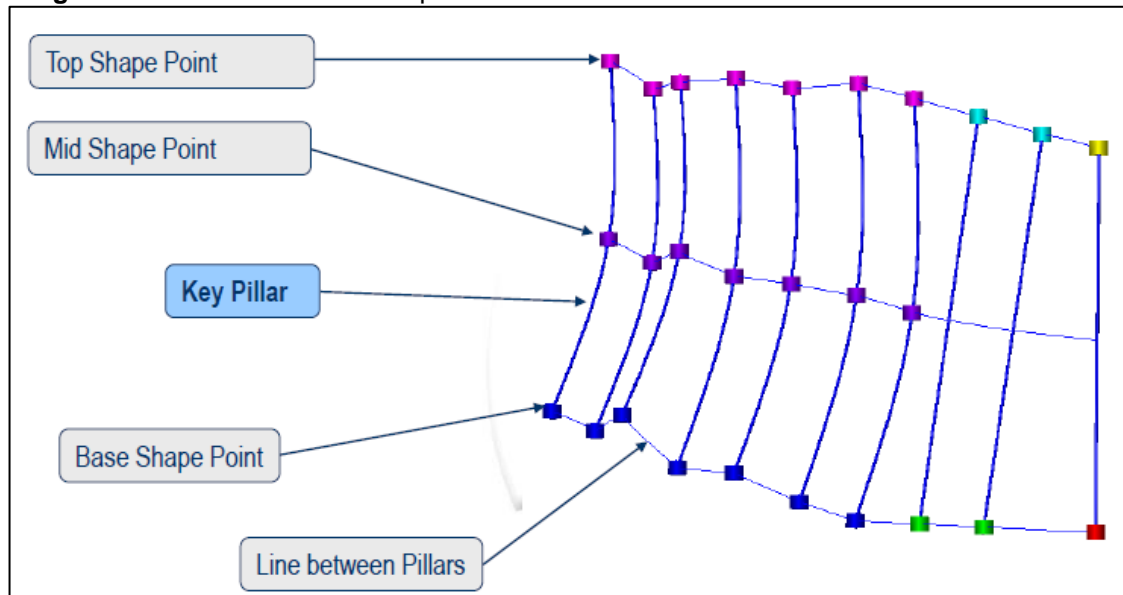 Top Shape Point
Mid Shape Point
Key Pillar
Base Shape Point
Line between Pillars